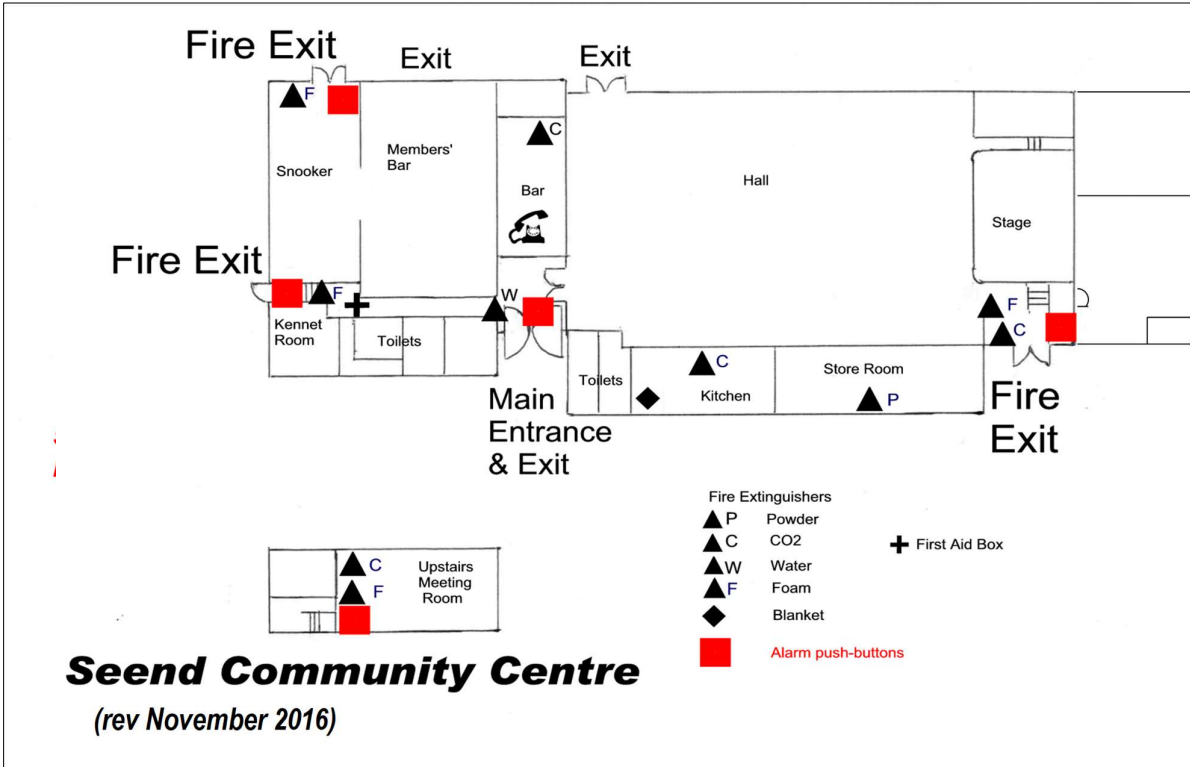 Fire Exit
Exit
Exit
F
C
Snooker
Members'
Bar
Bar
Hall
Stage
Fire Exit
F
W
F
C
Kennet
Room
Toilets
Toilets
C
Kitchen
Store Room
P
Main
Entrance
& Exit
Fire
Exit
Fire Extinguishers
P Powder
C CO2
W Water
F Foam
Blanket
Alarm push-buttons
First Aid Box
C
F
Upstairs
Meeting
Room
Seend Community Centre
(rev November 2016)